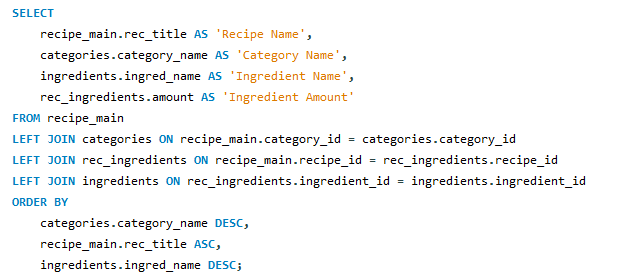 SELECT
    recipe_main.rec_title AS 'Recipe Name',
    categories.category_name AS 'Category Name',
    ingredients.ingred_name AS 'Ingredient Name',
    rec_ingredients.amount AS 'Ingredient Amount'
FROM recipe_main
LEFT JOIN categories ON recipe_main.category_id = categories.category_id
LEFT JOIN rec_ingredients ON recipe_main.recipe_id = rec_ingredients.recipe_id
LEFT JOIN ingredients ON rec_ingredients.ingredient_id = ingredients.ingredient_id
ORDER BY
    categories.category_name DESC,
    recipe_main.rec_title ASC,
    ingredients.ingred_name DESC;